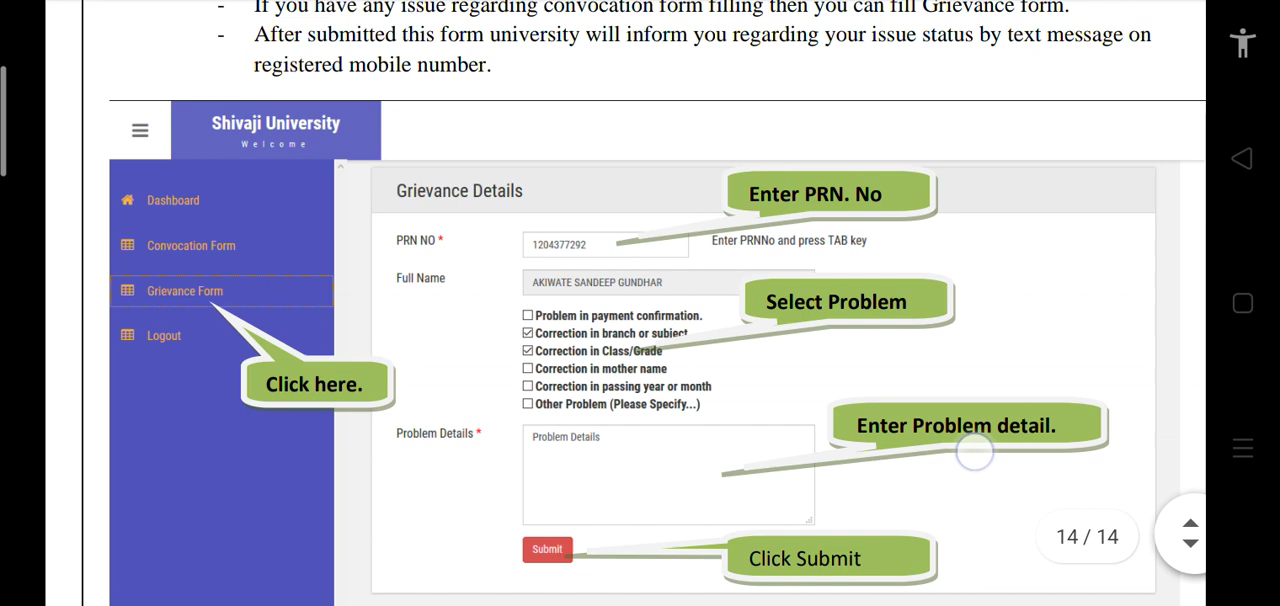 - If you have any issue regarding convocation form filling then you can fill Grievance form.
- After submitted this form university will inform you regarding your issue status by text message on
registered mobile number.
Shivaji University
Welcome
Dashboard
Convocation Form
Grievance Form
Logout
Click here.
Grievance Details
Enter PRN. No
PRN NO *
1204377292
Enter PRNNo and press TAB key
Full Name
AKIWATE SANDEEP GUNDHAR
Select Problem
Problem in payment confirmation.
Correction in branch or subject
Correction in Class/Grade
Correction in mother name
Correction in passing year or month
Other Problem (Please Specify...)
Enter Problem detail.
Problem Details *
Problem Details
Submit
Click Submit
14 / 14